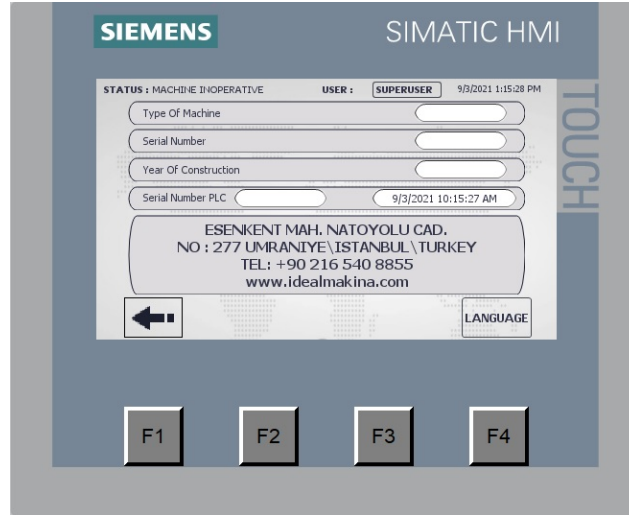 SIEMENS
SIMATIC HMI
TOUCH
STATUS : MACHINE INOPERATIVE USER : SUPERUSER 9/3/2021 1:15:28 PM
Type Of Machine
Serial Number
Year Of Construction
Serial Number PLC 9/3/2021 10:15:27 AM
ESENKENT MAH. NATOYOLU CAD.
NO : 277 UMRANIYE\ISTANBUL\TURKEY
TEL: +90 216 540 8855
www.idealmakina.com
LANGUAGE
F1 F2 F3 F4